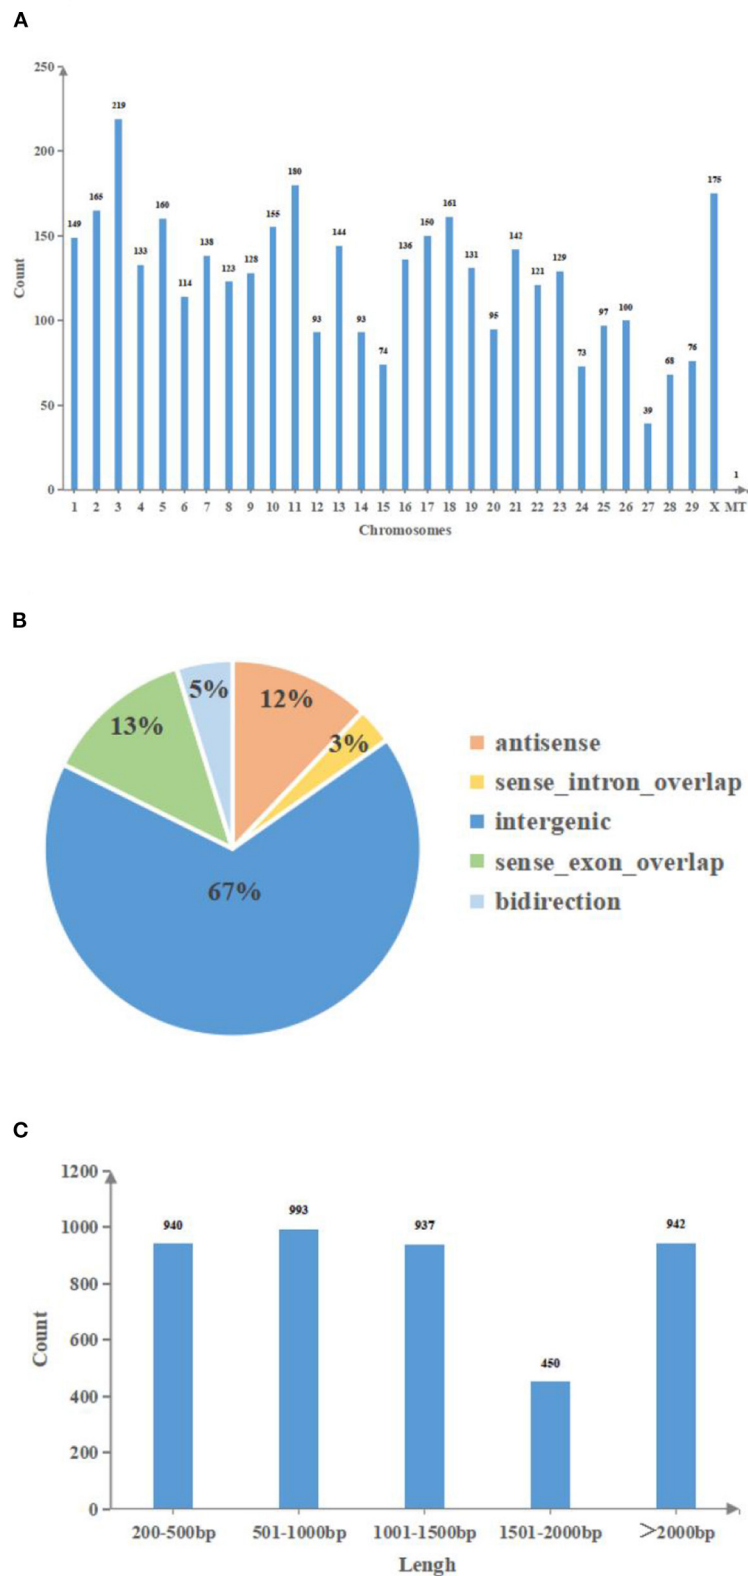 A
250
200
150
100
50
0
Count
149 165 219 133 160 114 138 123 128 155 180 93 144 93 74 136 150 161 131 95 142 121 129 73 97 100 39 68 76 175 1
1 2 3 4 5 6 7 8 9 10 11 12 13 14 15 16 17 18 19 20 21 22 23 24 25 26 27 28 29 X MT
Chromosomes
B
5%
12%
13%
3%
67%
antisense
sense_intron_overlap
intergenic
sense_exon_overlap
bidirection
C
1200
1000
800
600
400
200
0
Count
940 993 937 450 942
200-500bp 501-1000bp 1001-1500bp 1501-2000bp >2000bp
Lengh